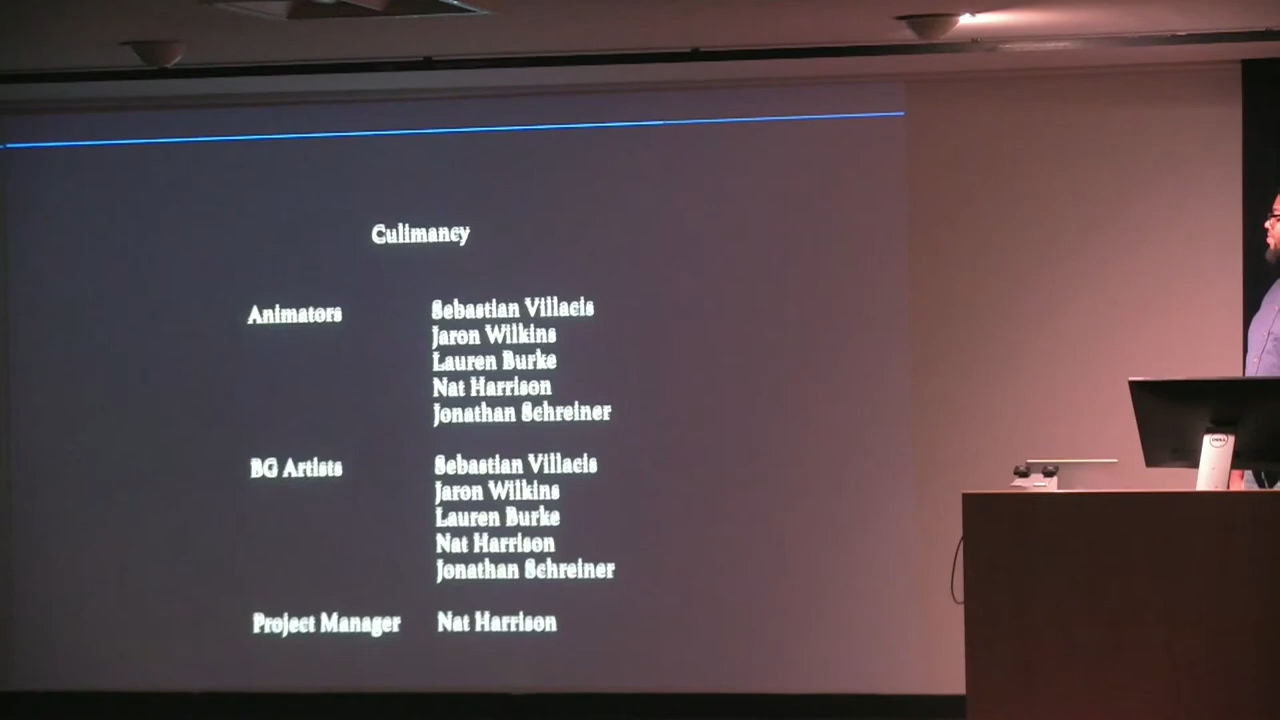 Culimancy
Animators
Sebastian Villacis
Jaron Wilkins
Lauren Burke
Nat Harrison
Jonathan Schreiner
BG Artists
Sebastian Villacis
Jaron Wilkins
Lauren Burke
Nat Harrison
Jonathan Schreiner
Project Manager
Nat Harrison
DELL